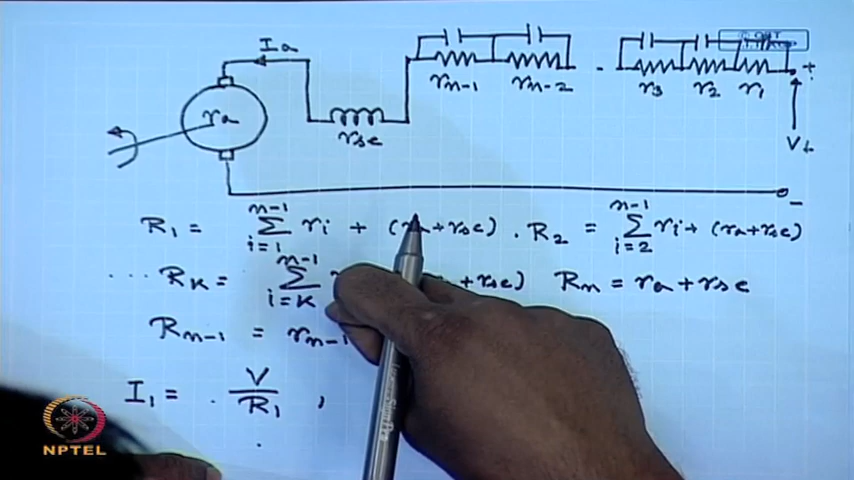 Ia
ra
rse
rn-1 rn-2 r3 r2 r1
+
Vt
-
R1 = n-1 Σ i=1 ri + (ra+rse) . R2 = n-1 Σ i=2 ri + (ra+rse)
... RK = n-1 Σ i=K rse) Rn = ra + rse
Rn-1 = rn-1
I1 = V/R1 ,
NPTEL